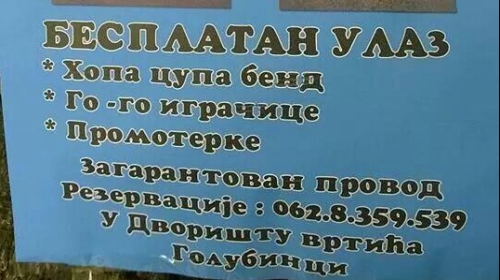 БЕСПЛАТАН УЛАЗ
* Хопа цупа бенд
* Го -го играчице
* Промотерке
Загарантован провод
Резервације : 062.8.359.539
У Дворишту вртића
Голубинци